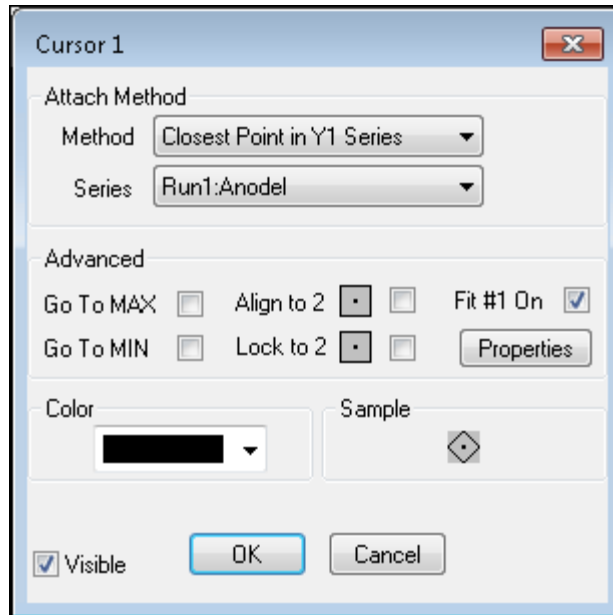 Cursor 1
Attach Method
Method Closest Point in Y1 Series
Series Run1:AnodeI
Advanced
Go To MAX Align to 2 Fit #1 On
Go To MIN Lock to 2 Properties
Color Sample
Visible OK Cancel